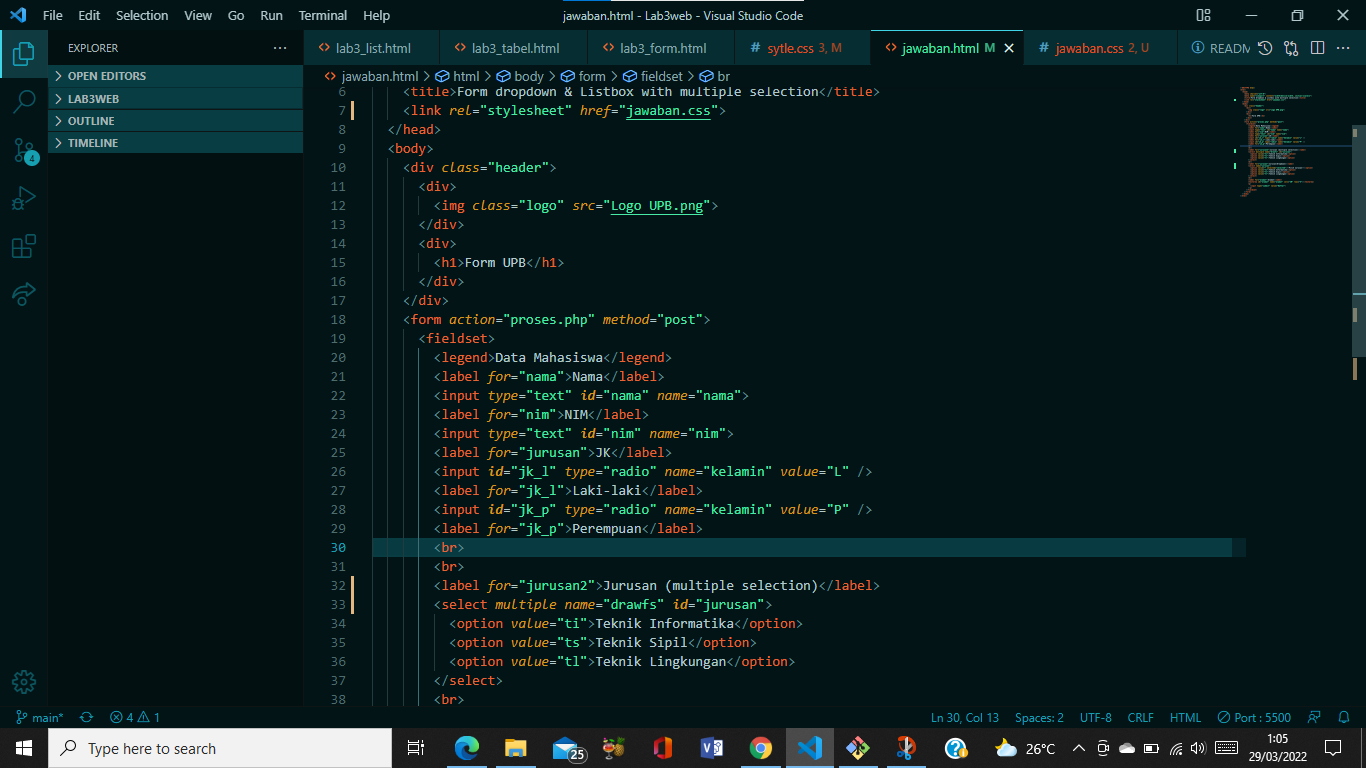 File Edit Selection View Go Run Terminal Help
jawaban.html - Lab3web - Visual Studio Code
EXPLORER
OPEN EDITORS
LAB3WEB
OUTLINE
TIMELINE
4
lab3_list.html lab3_tabel.html lab3_form.html # sytle.css 3, M jawaban.html M # jawaban.css 2, U READM
jawaban.html > html > body > form > fieldset > br
6 <title>Form dropdown & Listbox with multiple selection</title>
7 <link rel="stylesheet" href="jawaban.css">
8 </head>
9 <body>
10 <div class="header">
11 <div>
12 <img class="logo" src="Logo UPB.png">
13 </div>
14 <div>
15 <h1>Form UPB</h1>
16 </div>
17 </div>
18 <form action="proses.php" method="post">
19 <fieldset>
20 <legend>Data Mahasiswa</legend>
21 <label for="nama">Nama</label>
22 <input type="text" id="nama" name="nama">
23 <label for="nim">NIM</label>
24 <input type="text" id="nim" name="nim">
25 <label for="jurusan">JK</label>
26 <input id="jk_l" type="radio" name="kelamin" value="L" />
27 <label for="jk_l">Laki-laki</label>
28 <input id="jk_p" type="radio" name="kelamin" value="P" />
29 <label for="jk_p">Perempuan</label>
30 <br>
31 <br>
32 <label for="jurusan2">Jurusan (multiple selection)</label>
33 <select multiple name="drawfs" id="jurusan">
34 <option value="ti">Teknik Informatika</option>
35 <option value="ts">Teknik Sipil</option>
36 <option value="tl">Teknik Lingkungan</option>
37 </select>
38 <br>
main* 4 1 Ln 30, Col 13 Spaces: 2 UTF-8 CRLF HTML Port : 5500
Type here to search
25
26°C
1:05
29/03/2022